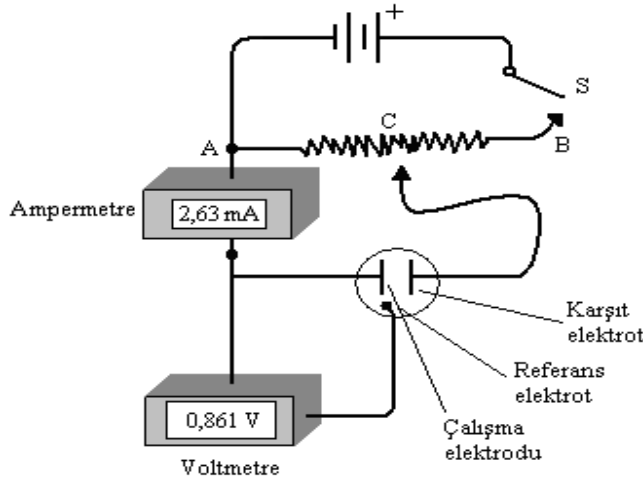 +
S
C
A
B
Ampermetre
2,63 mA
Karşıt
elektrot
Referans
elektrot
0,861 V
Çalışma
elektrodu
Voltmetre